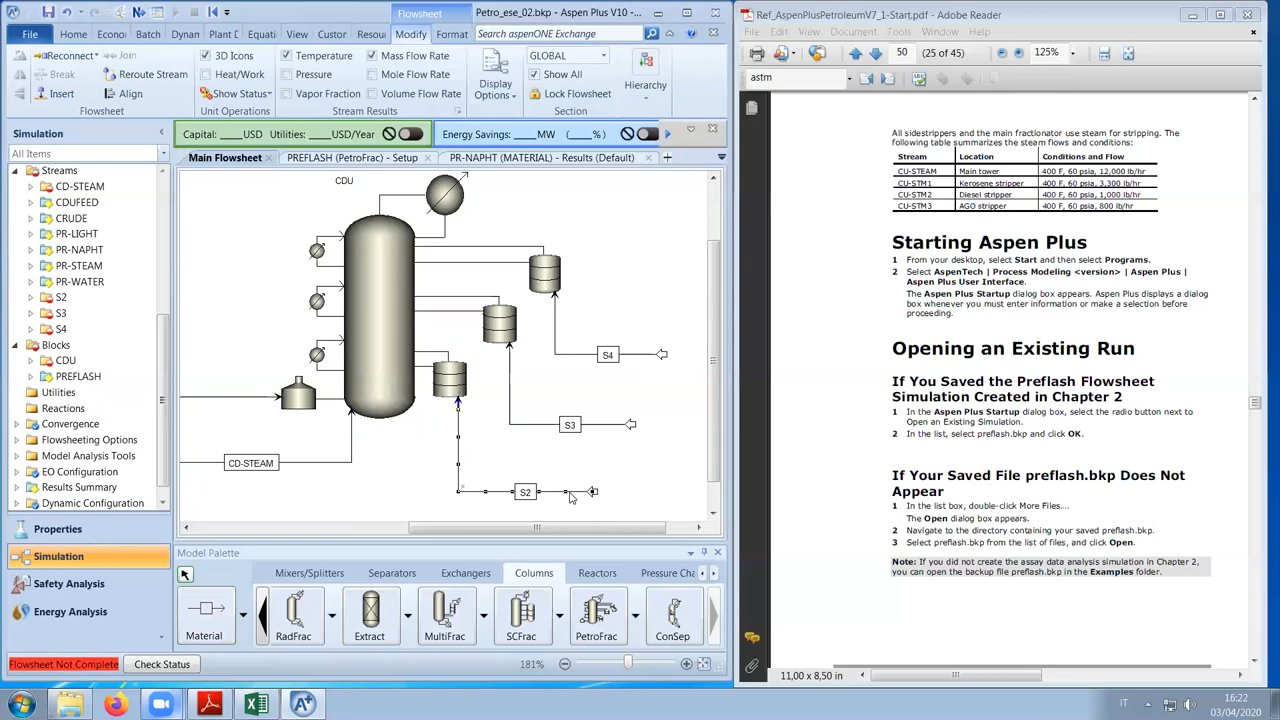 Flowsheet
Petro_ese_02.bkp - Aspen Plus V10 - ...
File
Home
Econo
Batch
Dynan
Plant D
Equati
View
Custor
Resour
Modify
Format
Search aspenONE Exchange
Reconnect
Join
Break
Reroute Stream
Insert
Align
Flowsheet
3D Icons
Heat/Work
Show Status
Unit Operations
Temperature
Mass Flow Rate
Pressure
Mole Flow Rate
Vapor Fraction
Volume Flow Rate
Stream Results
Display
Options
GLOBAL
Show All
Lock Flowsheet
Section
Hierarchy
Simulation
All Items
Capital: ____USD Utilities: ____USD/Year
Energy Savings: ____MW (____%)
Main Flowsheet
PREFLASH (PetroFrac) - Setup
PR-NAPHT (MATERIAL) - Results (Default)
Streams
CD-STEAM
CDUFEED
CRUDE
PR-LIGHT
PR-NAPHT
PR-STEAM
PR-WATER
S2
S3
S4
Blocks
CDU
PREFLASH
Utilities
Reactions
Convergence
Flowsheeting Options
Model Analysis Tools
EO Configuration
Results Summary
Dynamic Configuration
Properties
Simulation
Safety Analysis
Energy Analysis
Flowsheet Not Complete
Check Status
181%
CDU
S4
S3
CD-STEAM
S2
Model Palette
Mixers/Splitters
Separators
Exchangers
Columns
Reactors
Pressure Cha
Material
RadFrac
Extract
MultiFrac
SCFrac
PetroFrac
ConSep
Ref_AspenPlusPetroleumV7_1-Start.pdf - Adobe Reader
File Edit View Document Tools Window Help
50 (25 of 45) 125%
astm
All sidestrippers and the main fractionator use steam for stripping. The
following table summarizes the steam flows and conditions:
Stream Location Conditions and Flow
CU-STEAM Main tower 400 F, 60 psia, 12,000 lb/hr
CU-STM1 Kerosene stripper 400 F, 60 psia, 3,300 lb/hr
CU-STM2 Diesel stripper 400 F, 60 psia, 1,000 lb/hr
CU-STM3 AGO stripper 400 F, 60 psia, 800 lb/hr
Starting Aspen Plus
1 From your desktop, select Start and then select Programs.
2 Select AspenTech | Process Modeling <version> | Aspen Plus |
Aspen Plus User Interface.
The Aspen Plus Startup dialog box appears. Aspen Plus displays a dialog
box whenever you must enter information or make a selection before
proceeding.
Opening an Existing Run
If You Saved the Preflash Flowsheet
Simulation Created in Chapter 2
1 In the Aspen Plus Startup dialog box, select the radio button next to
Open an Existing Simulation.
2 In the list, select preflash.bkp and click OK.
If Your Saved File preflash.bkp Does Not
Appear
1 In the list box, double-click More Files....
The Open dialog box appears.
2 Navigate to the directory containing your saved preflash.bkp.
3 Select preflash.bkp from the list of files, and click Open.
Note: If you did not create the assay data analysis simulation in Chapter 2,
you can open the backup file preflash.bkp in the Examples folder.
11,00 x 8,50 in
IT
16:22
03/04/2020